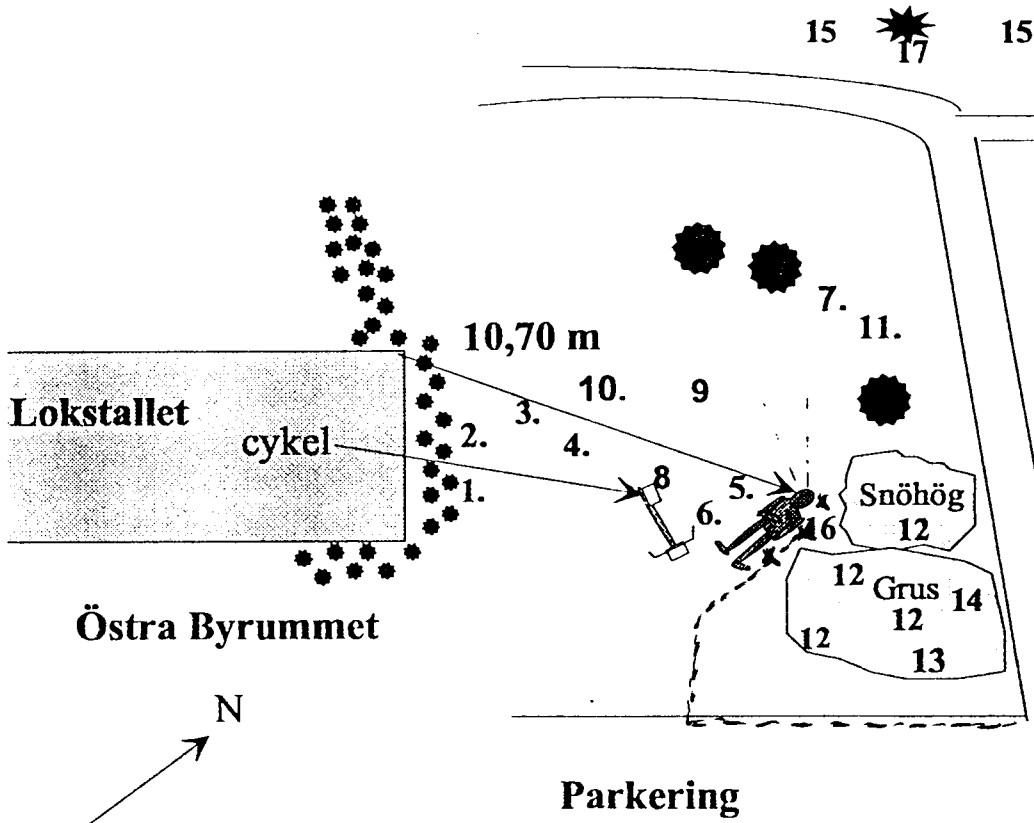 15 15
17
7.
11.
10,70 m
10. 9
3.
Lokstallet
cykel
2.
4.
1.
8
5.
6.
16
Snöhög
12
12
Grus
14
12
12
13
Östra Byrummet
N
Parkering